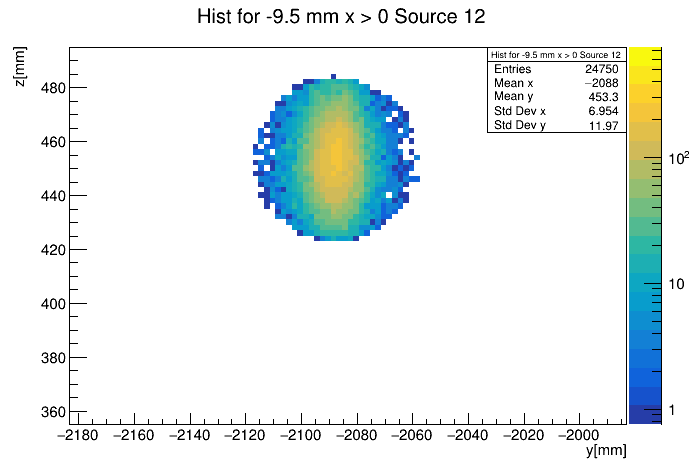 Hist for -9.5 mm x > 0 Source 12
z[mm]
Hist for -9.5 mm x > 0 Source 12
Entries 24750
Mean x −2088
Mean y 453.3
Std Dev x 6.954
Std Dev y 11.97
480
460
440
420
400
380
360
−2180 −2160 −2140 −2120 −2100 −2080 −2060 −2040 −2020 −2000
y[mm]
10²
10
1